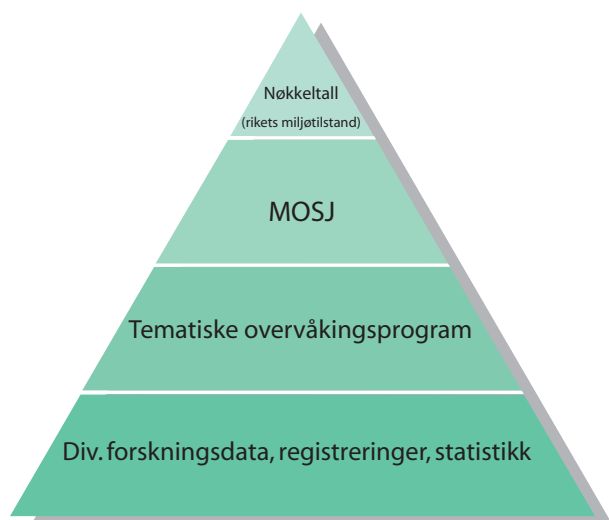 Nøkkeltall
(rikets miljøtilstand)
MOSJ
Tematiske overvåkingsprogram
Div. forskningsdata, registreringer, statistikk